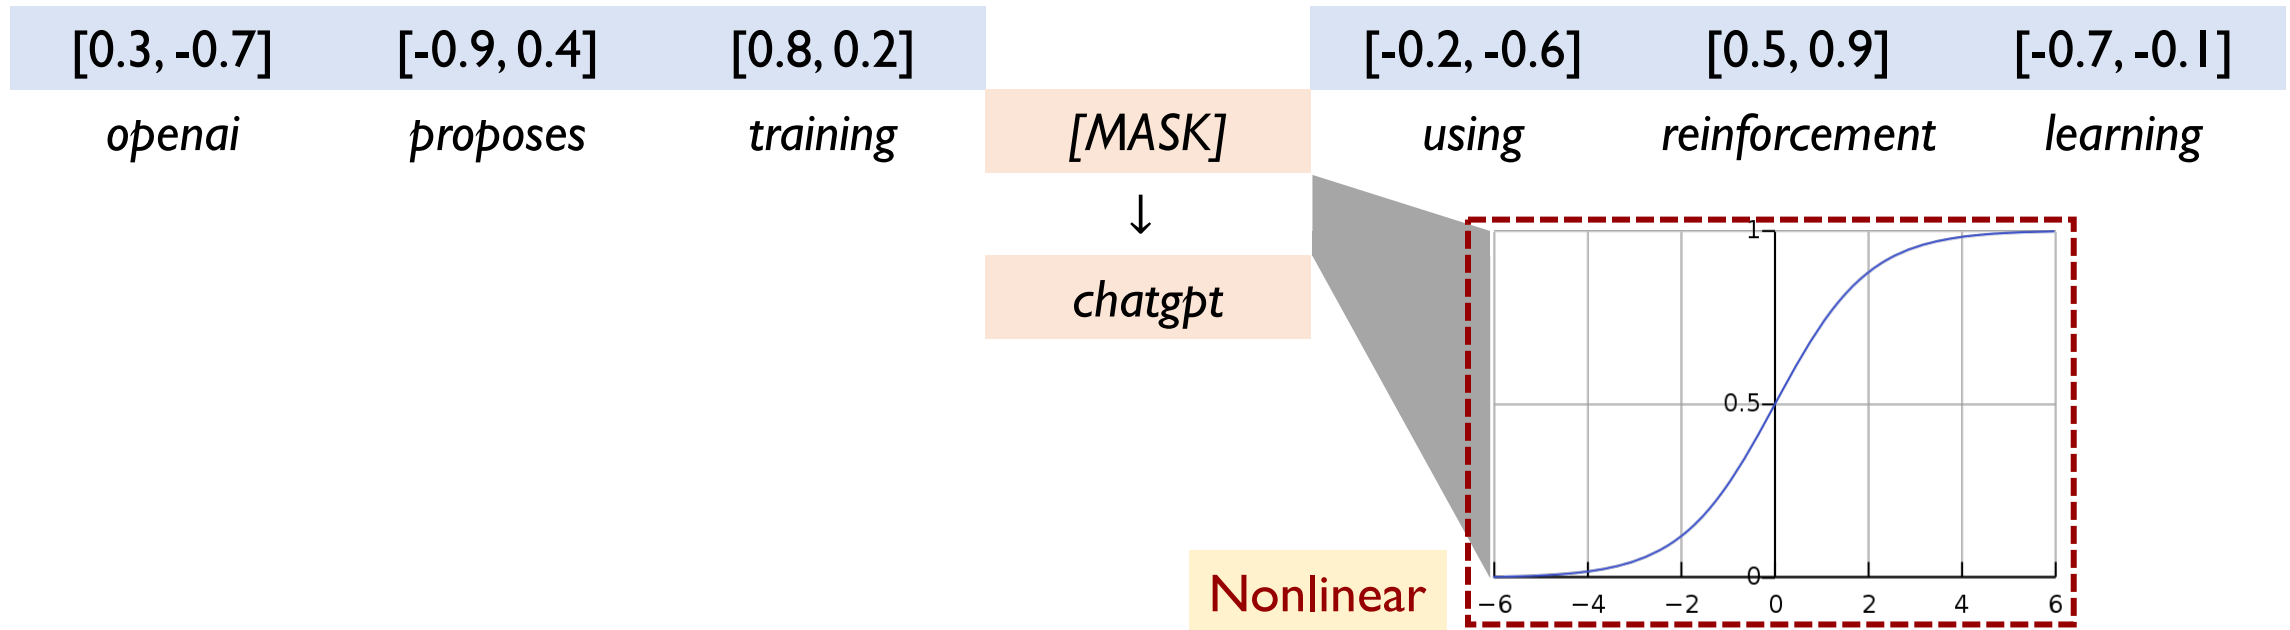 [0.3, -0.7] [-0.9, 0.4] [0.8, 0.2] [-0.2, -0.6] [0.5, 0.9] [-0.7, -0.1]
openai proposes training [MASK] using reinforcement learning
↓
chatgpt
1
0.5
0
−6 −4 −2 0 2 4 6
Nonlinear